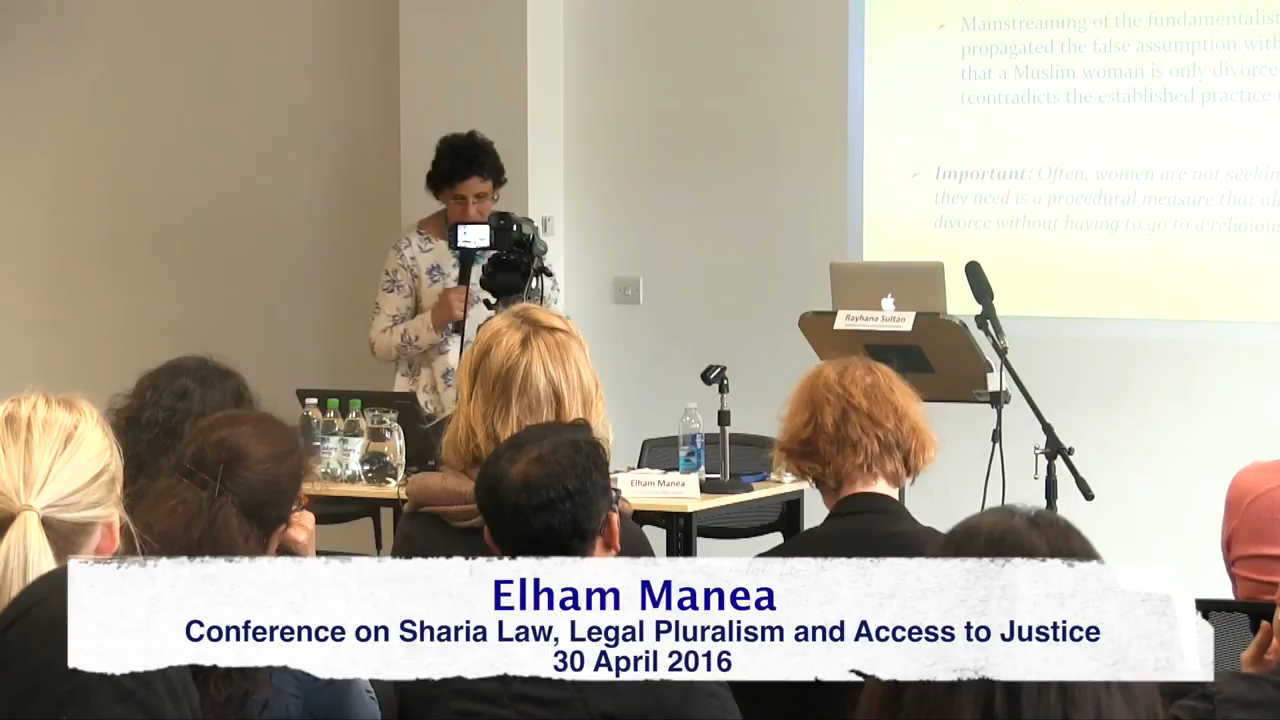 Mainstreaming of the fundamentalist
propagated the false assumption with
that a Muslim woman is only divorce
(contradicts the established practice
Important: Often, women are not seekin
they need is a procedural measure that al
divorce without having to go to a religious
Rayhana Sultan
Elham Manea
Elham Manea
Conference on Sharia Law, Legal Pluralism and Access to Justice
30 April 2016